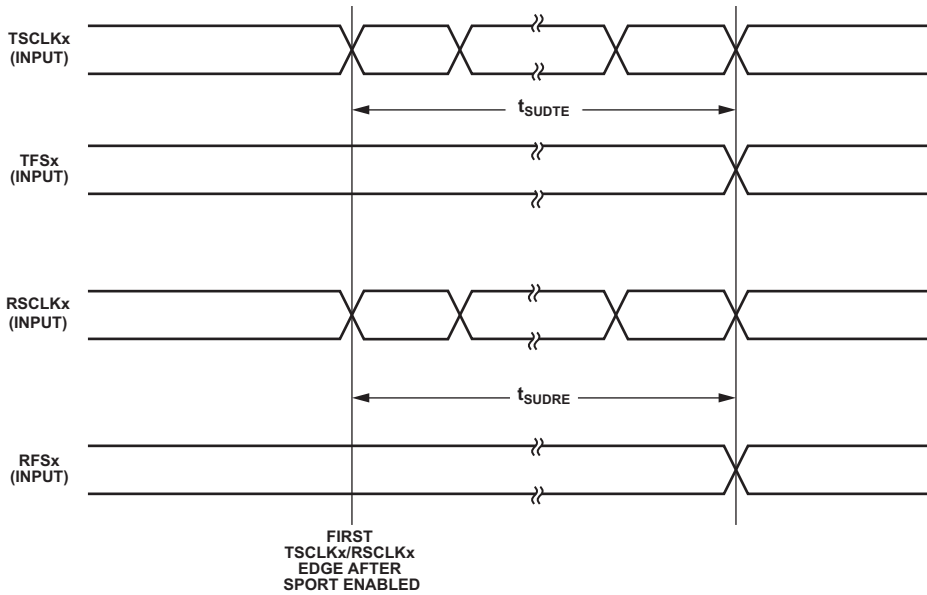 TSCLKx
(INPUT)
tSUDTE
TFSx
(INPUT)
RSCLKx
(INPUT)
tSUDRE
RFSx
(INPUT)
FIRST
TSCLKx/RSCLKx
EDGE AFTER
SPORT ENABLED